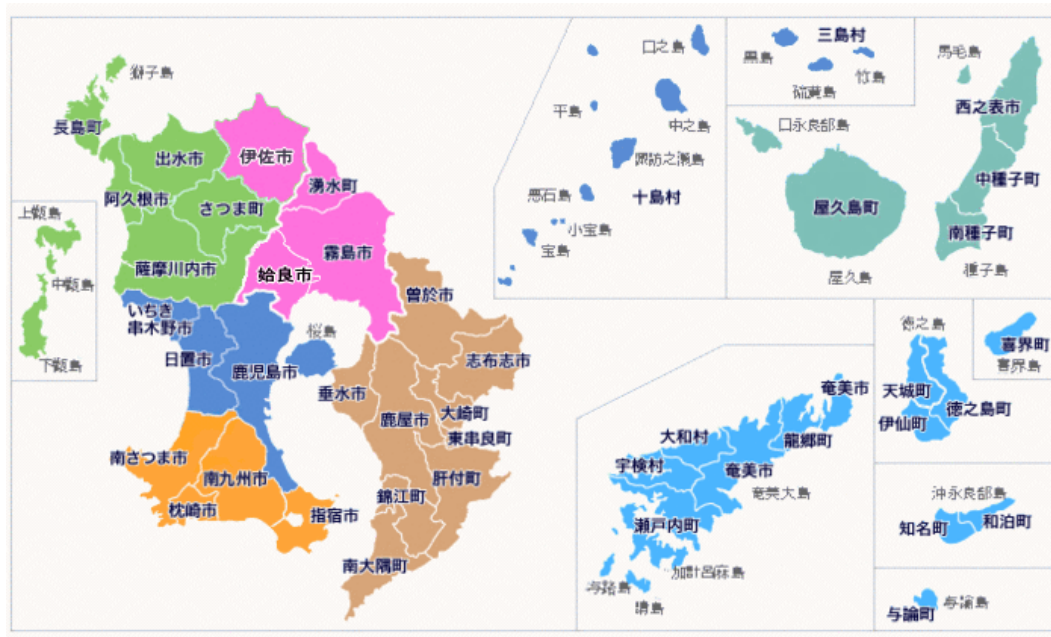 獅子島
長島町
出水市
伊佐市
湧水町
阿久根市
さつま町
霧島市
薩摩川内市
姶良市
上甑島
中甑島
下甑島
いちき
串木野市
日置市
鹿児島市
桜島
曽於市
志布志市
垂水市
鹿屋市
大崎町
東串良町
肝付町
錦江町
南大隅町
南さつま市
南九州市
枕崎市
指宿市
口之島
平島
中之島
諏訪之瀬島
悪石島
十島村
小宝島
宝島
三島村
黒島
竹島
硫黄島
馬毛島
西之表市
口永良部島
中種子町
屋久島町
南種子町
屋久島
種子島
奄美市
龍郷町
大和村
宇検村
奄美市
奄美大島
瀬戸内町
加計呂麻島
与路島
請島
徳之島
天城町
徳之島町
伊仙町
喜界町
喜界島
沖永良部島
知名町
和泊町
与論島
与論町